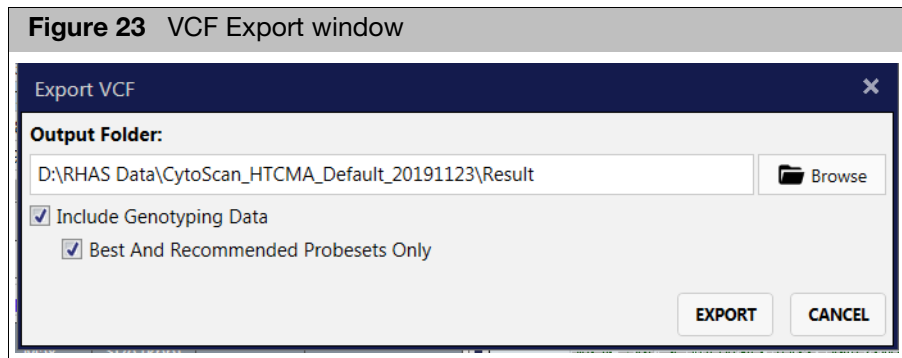 Figure 23 VCF Export window
Export VCF
Output Folder:
D:\RHAS Data\CytoScan_HTCMA_Default_20191123\Result
Browse
Include Genotyping Data
Best And Recommended Probesets Only
EXPORT
CANCEL